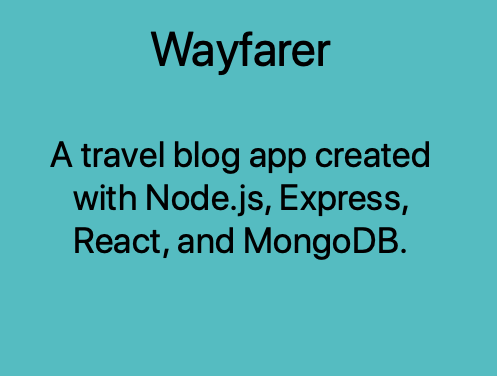 Wayfarer
A travel blog app created
with Node.js, Express,
React, and MongoDB.